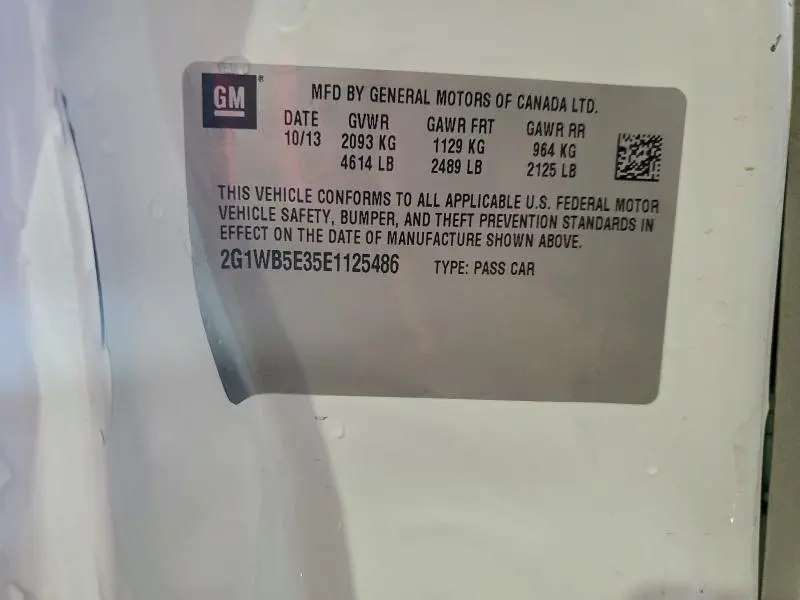 GM®
MFD BY GENERAL MOTORS OF CANADA LTD.
DATE GVWR GAWR FRT GAWR RR
10/13 2093 KG 1129 KG 964 KG
4614 LB 2489 LB 2125 LB
THIS VEHICLE CONFORMS TO ALL APPLICABLE U.S. FEDERAL MOTOR
VEHICLE SAFETY, BUMPER, AND THEFT PREVENTION STANDARDS IN
EFFECT ON THE DATE OF MANUFACTURE SHOWN ABOVE.
2G1WB5E35E1125486 TYPE: PASS CAR